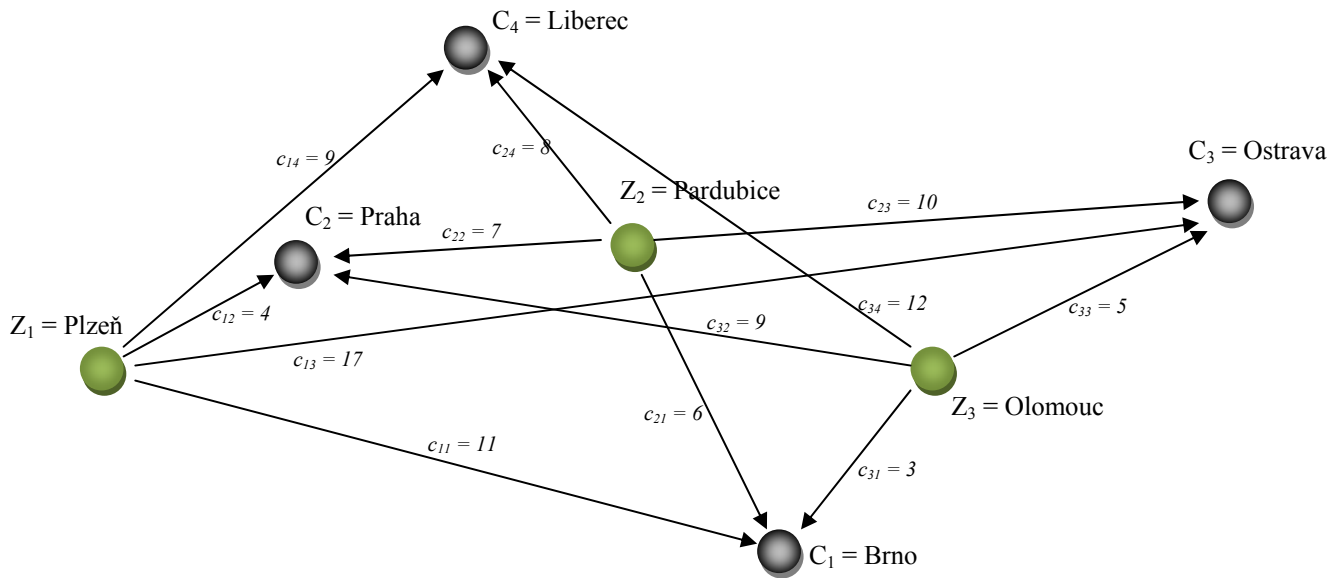 C₄ = Liberec
c₁₄ = 9
c₂₄ = 8
C₃ = Ostrava
Z₂ = Pardubice
c₂₃ = 10
C₂ = Praha
c₂₂ = 7
Z₁ = Plzeň
c₁₂ = 4
c₃₄ = 12
c₃₃ = 5
c₃₂ = 9
c₁₃ = 17
Z₃ = Olomouc
c₂₁ = 6
c₁₁ = 11
c₃₁ = 3
C₁ = Brno